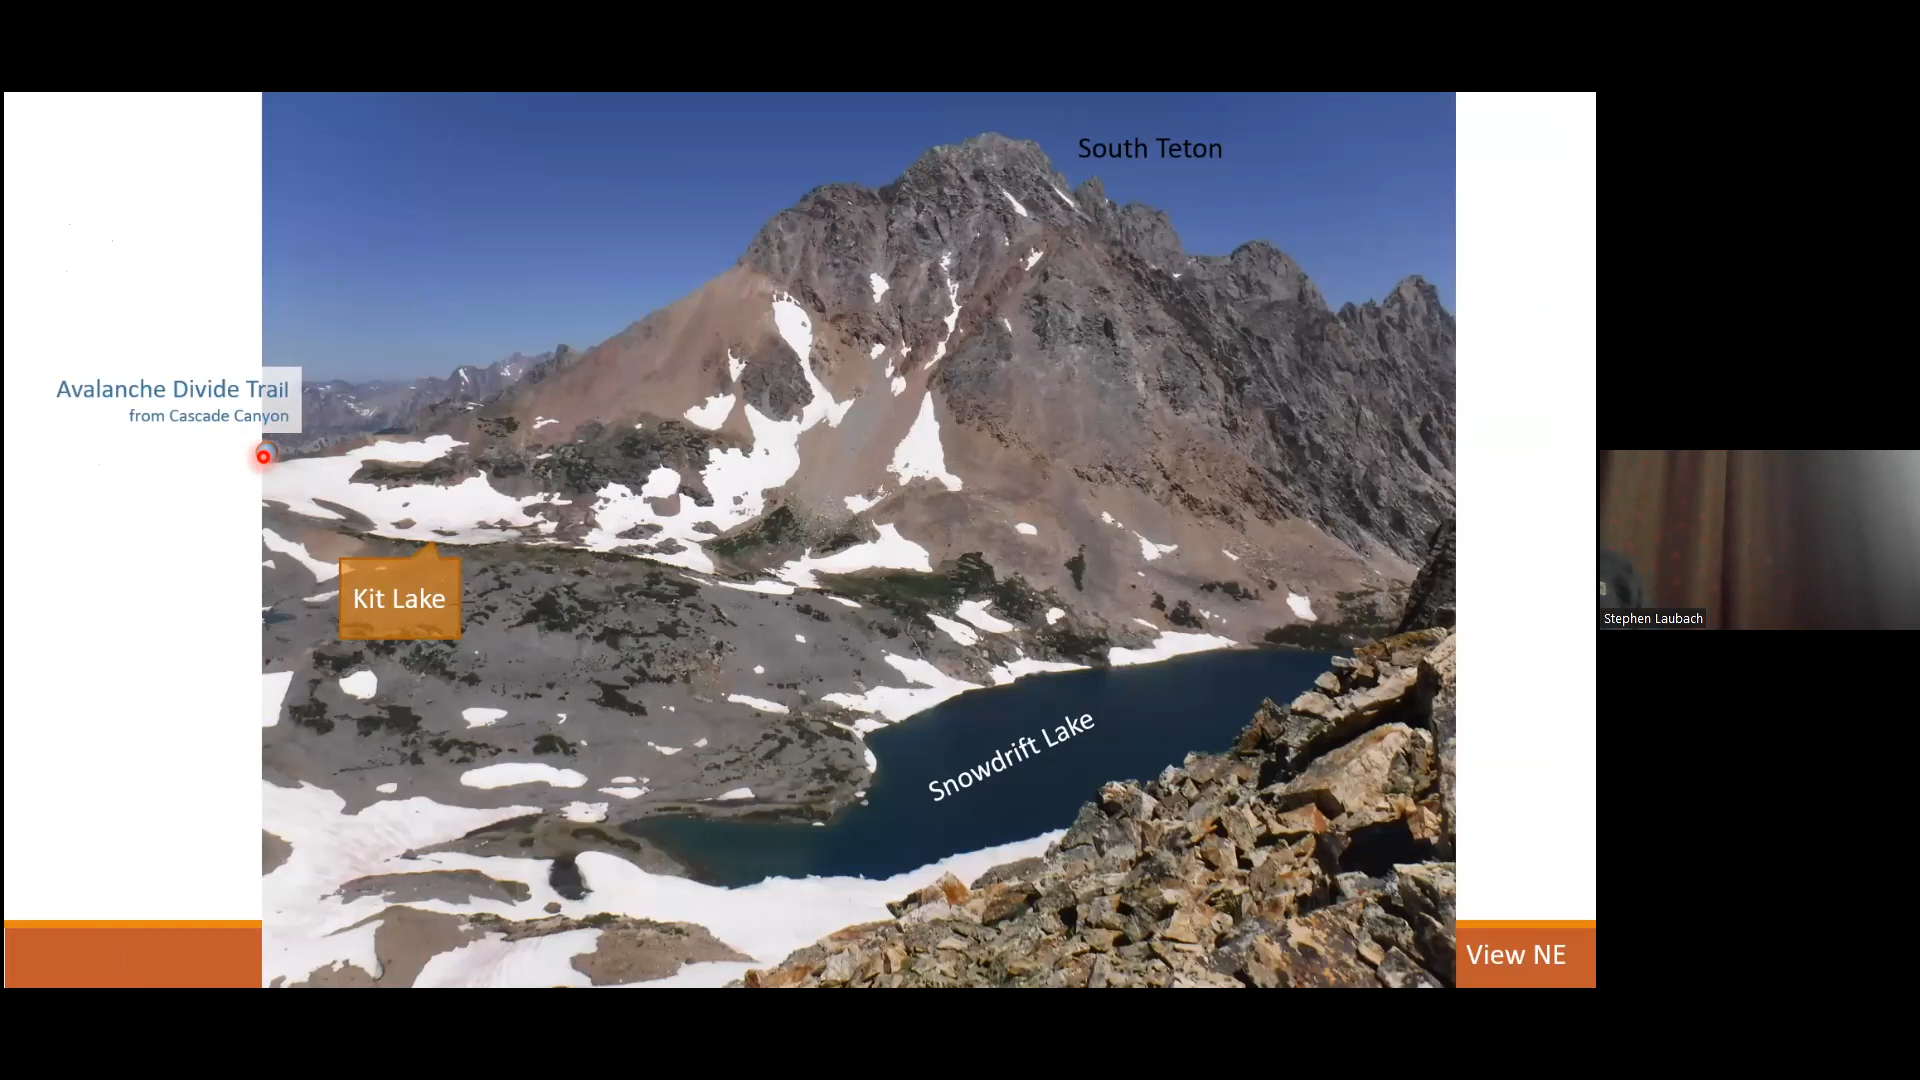 South Teton
Avalanche Divide Trail
from Cascade Canyon
Kit Lake
Snowdrift Lake
Stephen Laubach
View NE